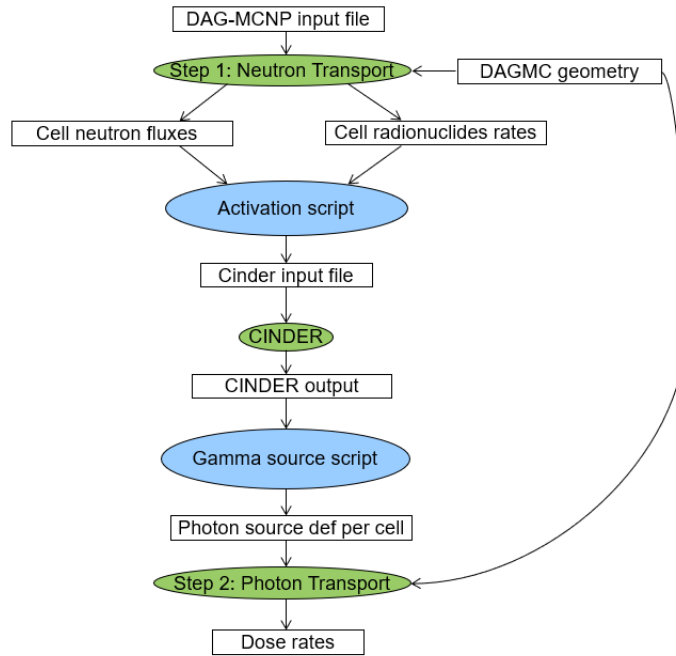 DAG-MCNP input file
Step 1: Neutron Transport
DAGMC geometry
Cell neutron fluxes
Cell radionuclides rates
Activation script
Cinder input file
CINDER
CINDER output
Gamma source script
Photon source def per cell
Step 2: Photon Transport
Dose rates